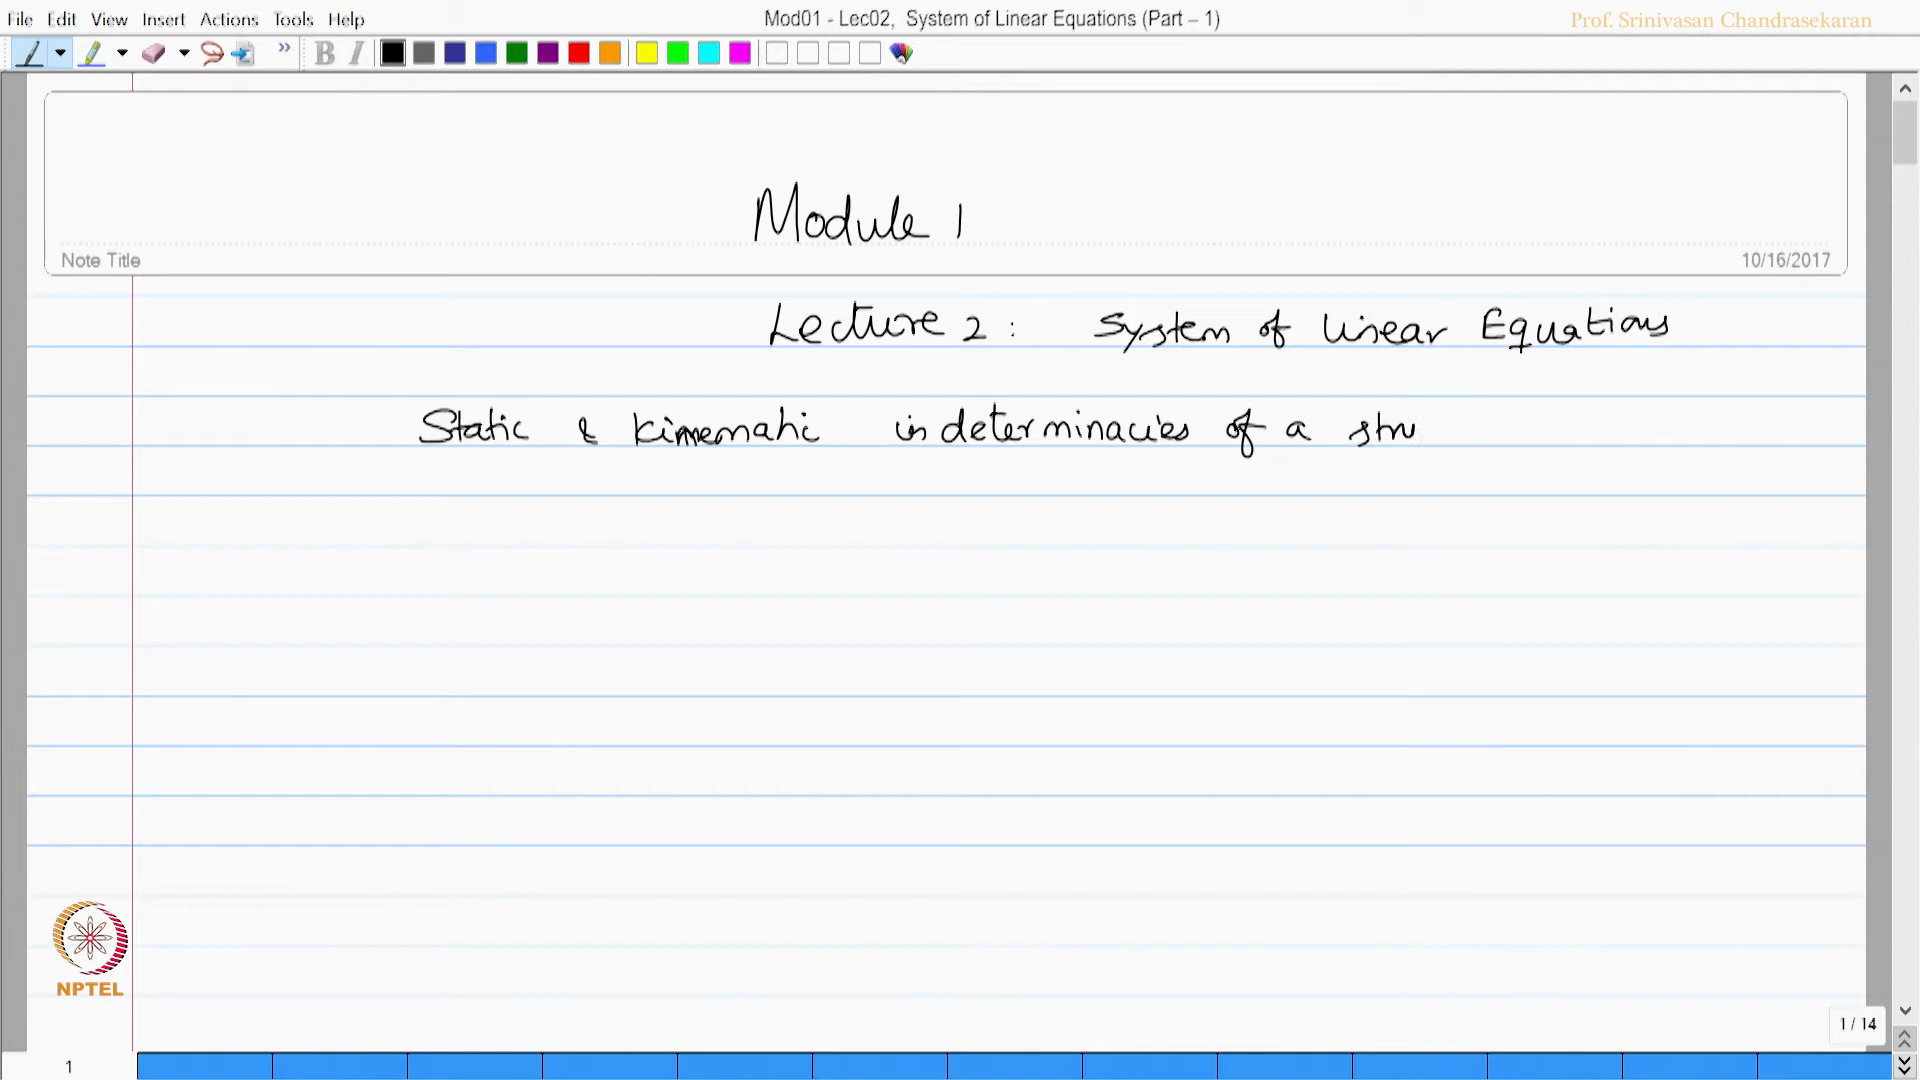 File Edit View Insert Actions Tools Help
Mod01 - Lec02, System of Linear Equations (Part – 1)
Prof. Srinivasan Chandrasekaran
B I
Module 1
Note Title
10/16/2017
Lecture 2 : System of linear Equations
Static & kinematic indeterminacies of a stru
NPTEL
1 / 14
1